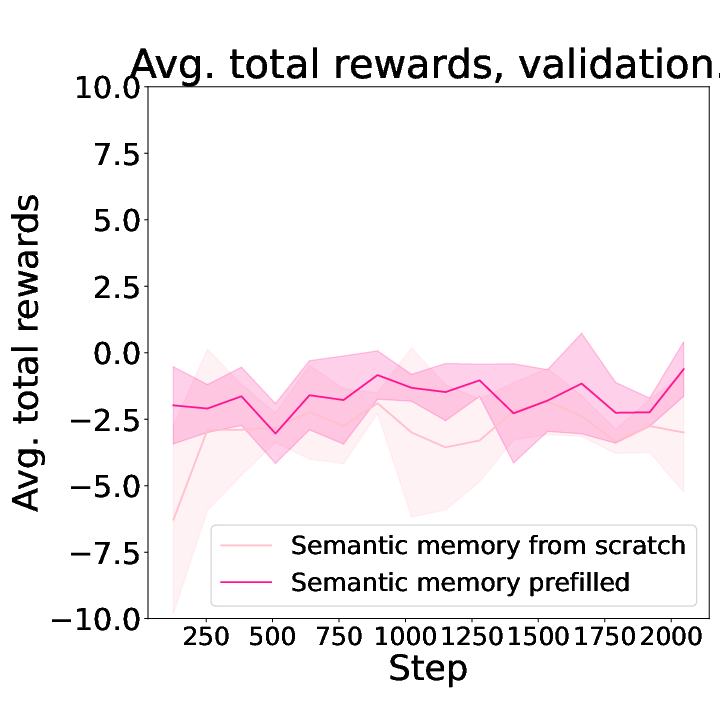 Avg. total rewards, validation.
10.0
7.5
5.0
2.5
0.0
−2.5
−5.0
−7.5
−10.0
Avg. total rewards
Semantic memory from scratch
Semantic memory prefilled
250 500 750 1000 1250 1500 1750 2000
Step